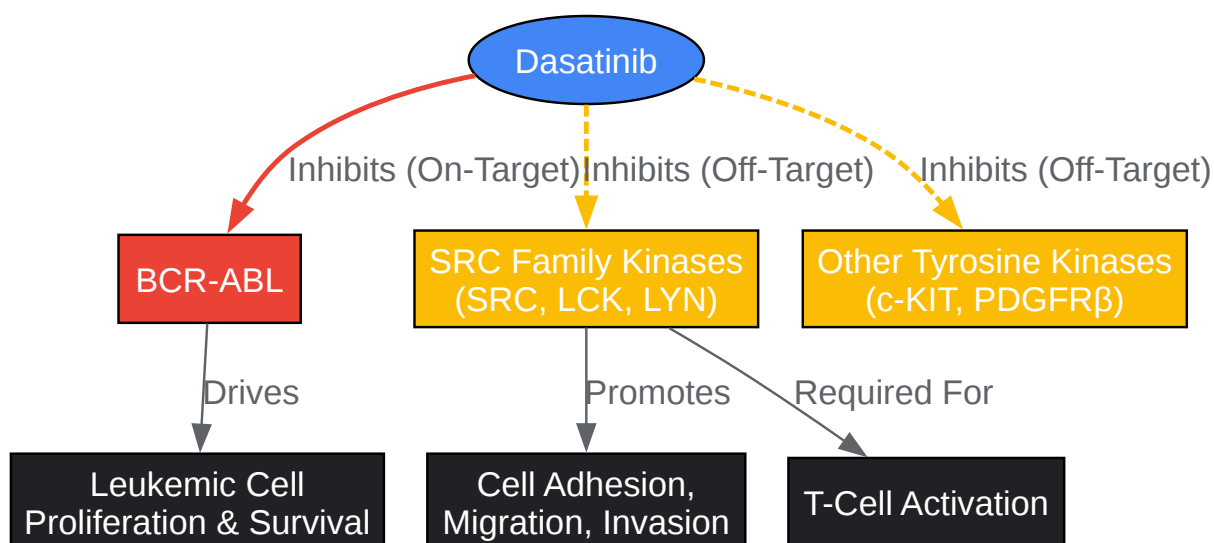 Dasatinib
Inhibits (On-Target)
Inhibits (Off-Target)
Inhibits (Off-Target)
BCR-ABL
SRC Family Kinases
(SRC, LCK, LYN)
Other Tyrosine Kinases
(c-KIT, PDGFRβ)
Drives
Promotes
Required For
Leukemic Cell
Proliferation & Survival
Cell Adhesion,
Migration, Invasion
T-Cell Activation